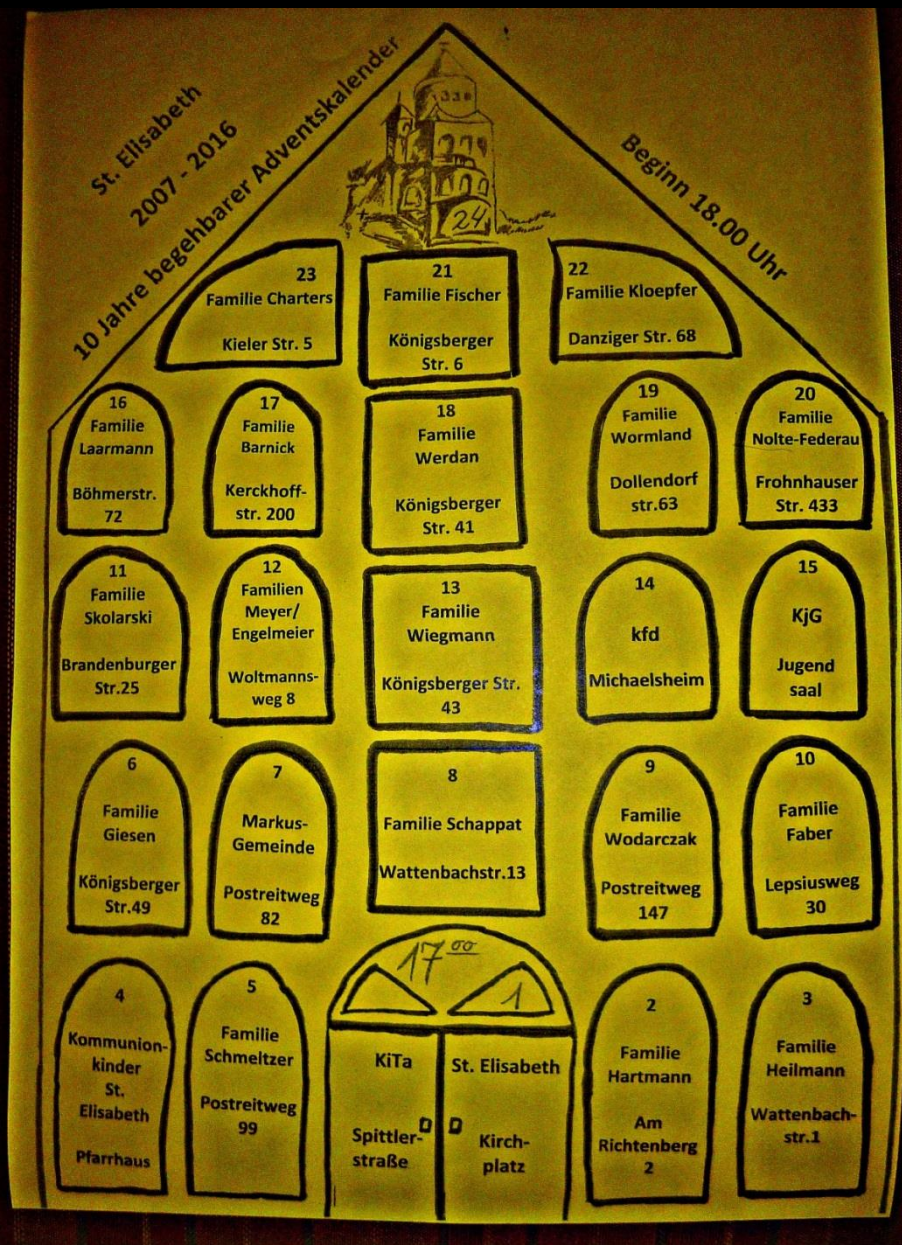 St. Elisabeth
2007 - 2016
10 Jahre begehbarer Adventskalender
Beginn 18.00 Uhr
24
23
Familie Charters
Kieler Str. 5
21
Familie Fischer
Königsberger
Str. 6
22
Familie Kloepfer
Danziger Str. 68
16
Familie
Laarmann
Böhmerstr.
72
17
Familie
Barnick
Kerckhoff-
str. 200
18
Familie
Werdan
Königsberger
Str. 41
19
Familie
Wormland
Dollendorf
str.63
20
Familie
Nolte-Federau
Frohnhauser
Str. 433
11
Familie
Skolarski
Brandenburger
Str.25
12
Familien
Meyer/
Engelmeier
Woltmanns-
weg 8
13
Familie
Wiegmann
Königsberger Str.
43
14
kfd
Michaelsheim
15
KjG
Jugend
saal
6
Familie
Giesen
Königsberger
Str.49
7
Markus-
Gemeinde
Postreitweg
82
8
Familie Schappat
Wattenbachstr.13
9
Familie
Wodarczak
Postreitweg
147
10
Familie
Faber
Lepsiusweg
30
4
Kommunion-
kinder
St.
Elisabeth
Pfarrhaus
5
Familie
Schmeltzer
Postreitweg
99
17 00
1
KiTa
Spittler-
straße
St. Elisabeth
Kirch-
platz
2
Familie
Hartmann
Am
Richtenberg
2
3
Familie
Heilmann
Wattenbach-
str.1